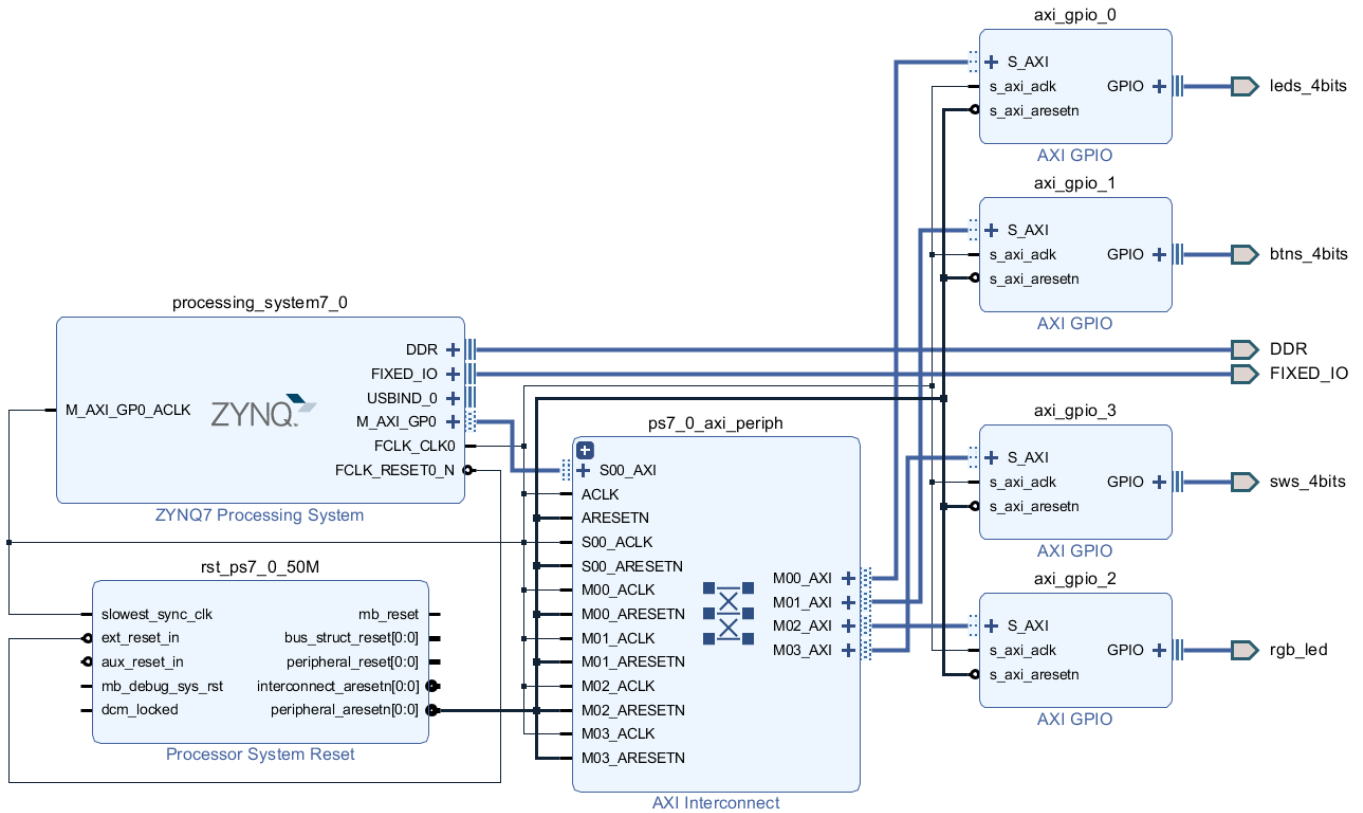 axi_gpio_0
S_AXI
s_axi_aclk
s_axi_aresetn
GPIO
leds_4bits
AXI GPIO
axi_gpio_1
S_AXI
s_axi_aclk
s_axi_aresetn
GPIO
btns_4bits
AXI GPIO
processing_system7_0
M_AXI_GP0_ACLK
ZYNQ
DDR
FIXED_IO
USBIND_0
M_AXI_GP0
FCLK_CLK0
FCLK_RESET0_N
ZYNQ7 Processing System
DDR
FIXED_IO
rst_ps7_0_50M
slowest_sync_clk
ext_reset_in
aux_reset_in
mb_debug_sys_rst
dcm_locked
mb_reset
bus_struct_reset[0:0]
peripheral_reset[0:0]
interconnect_aresetn[0:0]
peripheral_aresetn[0:0]
Processor System Reset
ps7_0_axi_periph
S00_AXI
ACLK
ARESETN
S00_ACLK
S00_ARESETN
M00_ACLK
M00_ARESETN
M01_ACLK
M01_ARESETN
M02_ACLK
M02_ARESETN
M03_ACLK
M03_ARESETN
M00_AXI
M01_AXI
M02_AXI
M03_AXI
AXI Interconnect
axi_gpio_3
S_AXI
s_axi_aclk
s_axi_aresetn
GPIO
sws_4bits
AXI GPIO
axi_gpio_2
S_AXI
s_axi_aclk
s_axi_aresetn
GPIO
rgb_led
AXI GPIO